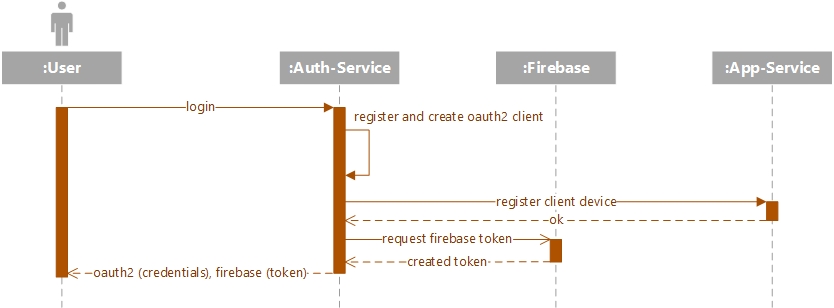 :User
:Auth-Service
:Firebase
:App-Service
login
register and create oauth2 client
register client device
ok
request firebase token
created token
oauth2 (credentials), firebase (token)